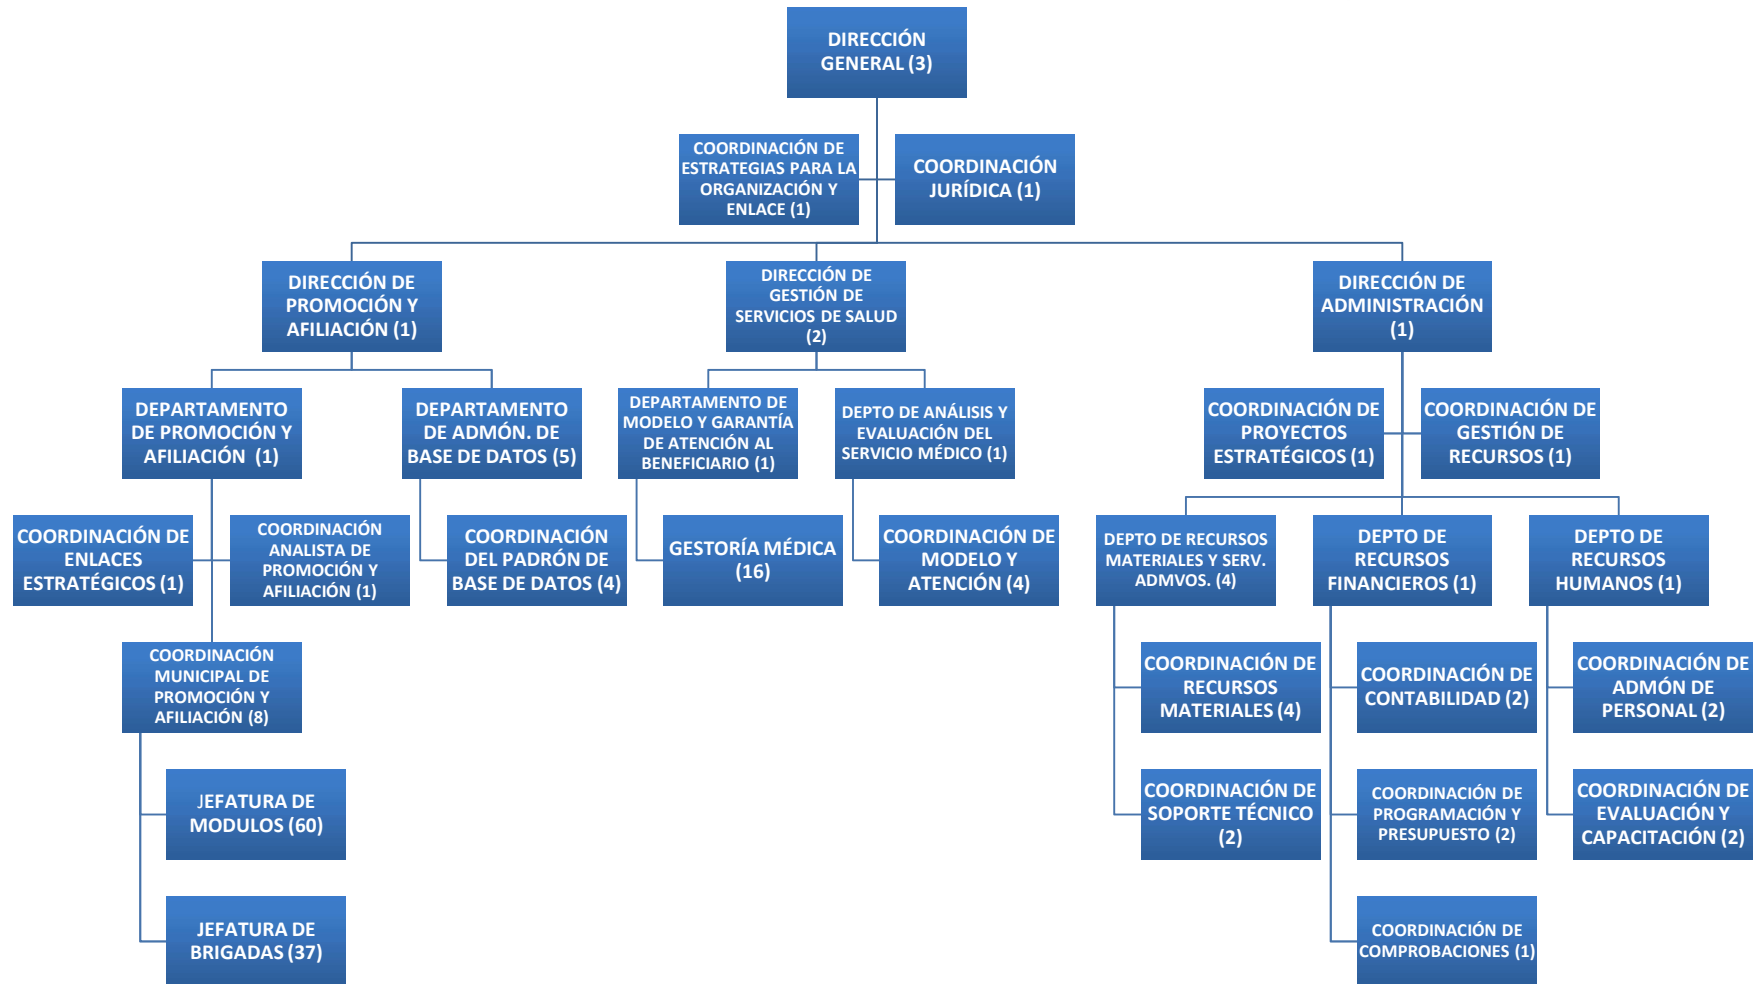 DIRECCIÓN
GENERAL (3)
COORDINACIÓN DE
ESTRATEGIAS PARA LA
ORGANIZACIÓN Y
ENLACE (1)
COORDINACIÓN
JURÍDICA (1)
DIRECCIÓN DE
PROMOCIÓN Y
AFILIACIÓN (1)
DIRECCIÓN DE
GESTIÓN DE
SERVICIOS DE SALUD
(2)
DIRECCIÓN DE
ADMINISTRACIÓN
(1)
DEPARTAMENTO
DE PROMOCIÓN Y
AFILIACIÓN (1)
DEPARTAMENTO
DE ADMÓN. DE
BASE DE DATOS (5)
DEPARTAMENTO DE
MODELO Y GARANTÍA
DE ATENCIÓN AL
BENEFICIARIO (1)
DEPTO DE ANÁLISIS Y
EVALUACIÓN DEL
SERVICIO MÉDICO (1)
COORDINACIÓN DE
PROYECTOS
ESTRATÉGICOS (1)
COORDINACIÓN DE
GESTIÓN DE
RECURSOS (1)
COORDINACIÓN DE
ENLACES
ESTRATÉGICOS (1)
COORDINACIÓN
ANALISTA DE
PROMOCIÓN Y
AFILIACIÓN (1)
COORDINACIÓN
DEL PADRÓN DE
BASE DE DATOS (4)
GESTORÍA MÉDICA
(16)
COORDINACIÓN DE
MODELO Y
ATENCIÓN (4)
DEPTO DE RECURSOS
MATERIALES Y SERV.
ADMVOS. (4)
DEPTO DE
RECURSOS
FINANCIEROS (1)
DEPTO DE
RECURSOS
HUMANOS (1)
COORDINACIÓN
MUNICIPAL DE
PROMOCIÓN Y
AFILIACIÓN (8)
COORDINACIÓN DE
RECURSOS
MATERIALES (4)
COORDINACIÓN DE
CONTABILIDAD (2)
COORDINACIÓN DE
ADMÓN DE
PERSONAL (2)
JEFATURA DE
MODULOS (60)
COORDINACIÓN DE
SOPORTE TÉCNICO
(2)
COORDINACIÓN DE
PROGRAMACIÓN Y
PRESUPUESTO (2)
COORDINACIÓN DE
EVALUACIÓN Y
CAPACITACIÓN (2)
JEFATURA DE
BRIGADAS (37)
COORDINACIÓN DE
COMPROBACIONES (1)